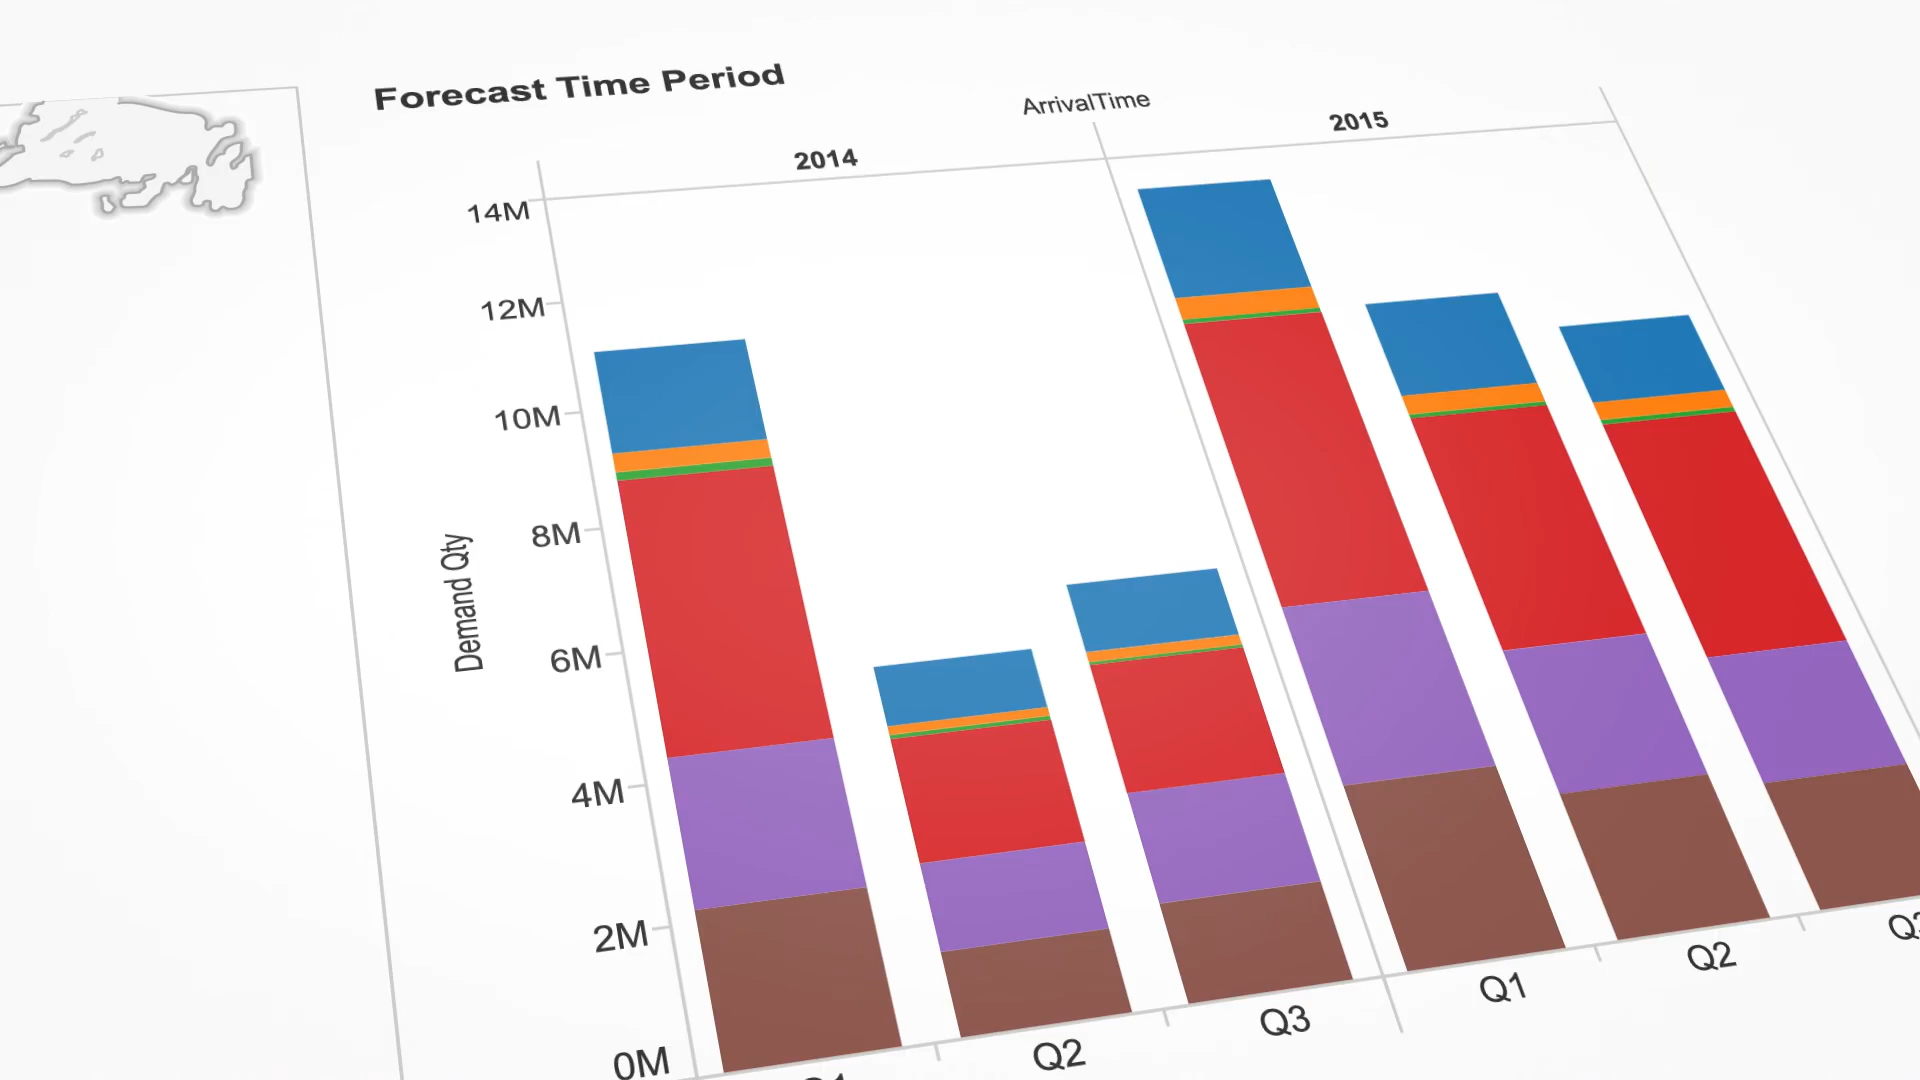 Forecast Time Period
ArrivalTime
2014
2015
14M
12M
10M
8M
6M
4M
2M
0M
Demand Qty
Q2
Q3
Q1
Q2